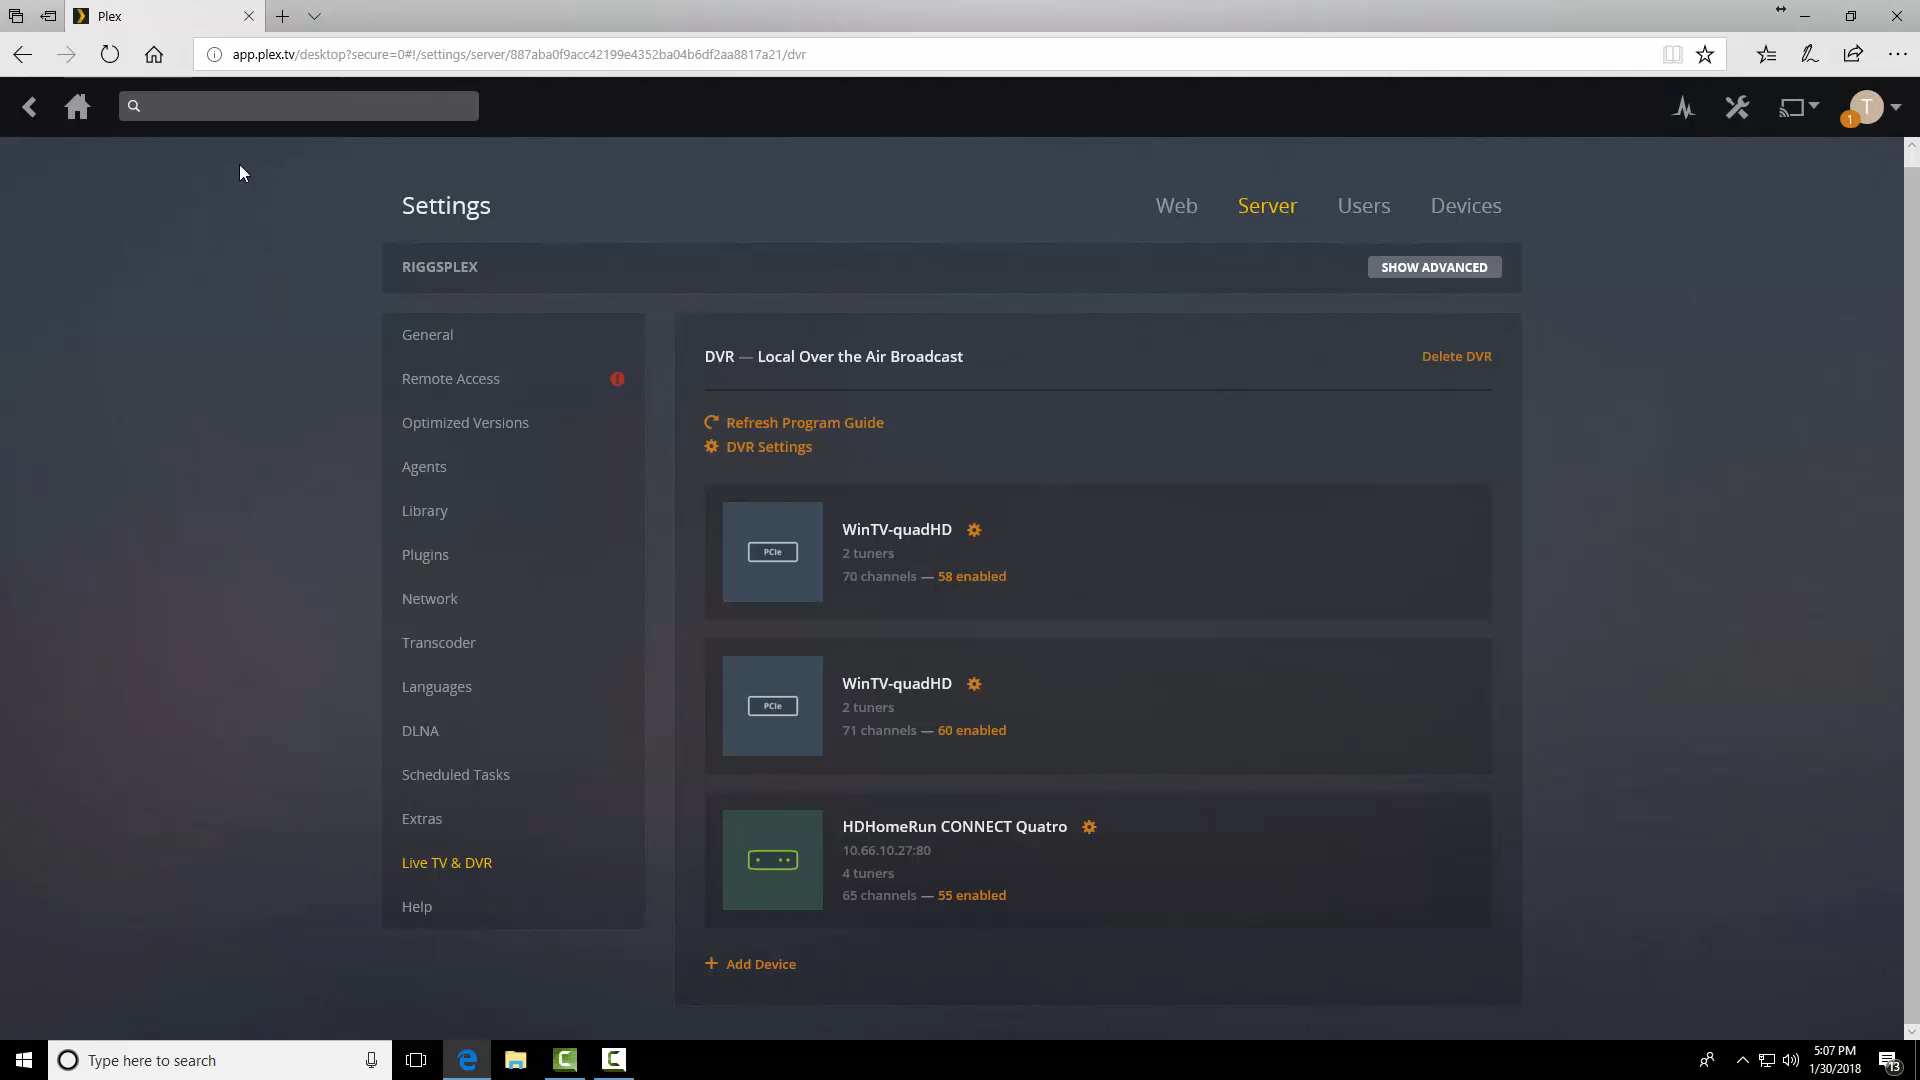 Plex
app.plex.tv/desktop?secure=0#!/settings/server/887aba0f9acc42199e4352ba04b6df2aa8817a21/dvr
1
T
Settings
Web
Server
Users
Devices
RIGGSPLEX
SHOW ADVANCED
General
Remote Access
Optimized Versions
Agents
Library
Plugins
Network
Transcoder
Languages
DLNA
Scheduled Tasks
Extras
Live TV & DVR
Help
DVR — Local Over the Air Broadcast
Delete DVR
Refresh Program Guide
DVR Settings
PCIe
WinTV-quadHD
2 tuners
70 channels — 58 enabled
PCIe
WinTV-quadHD
2 tuners
71 channels — 60 enabled
HDHomeRun CONNECT Quatro
10.66.10.27:80
4 tuners
65 channels — 55 enabled
+ Add Device
Type here to search
5:07 PM
1/30/2018
13